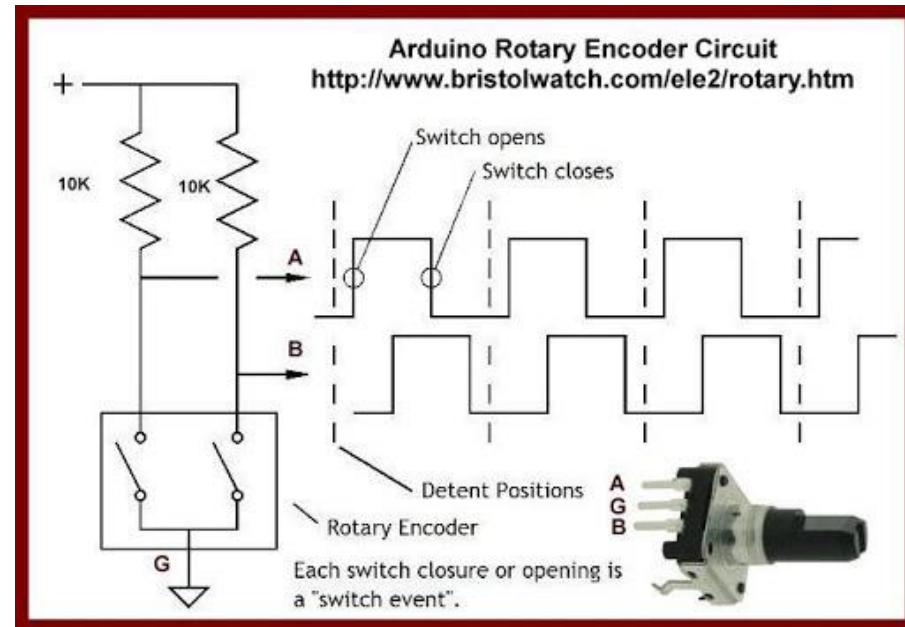 Arduino Rotary Encoder Circuit
http://www.bristolwatch.com/ele2/rotary.htm
+
Switch opens
Switch closes
10K
10K
A
B
Detent Positions
A
G
B
Rotary Encoder
G
Each switch closure or opening is
a "switch event".